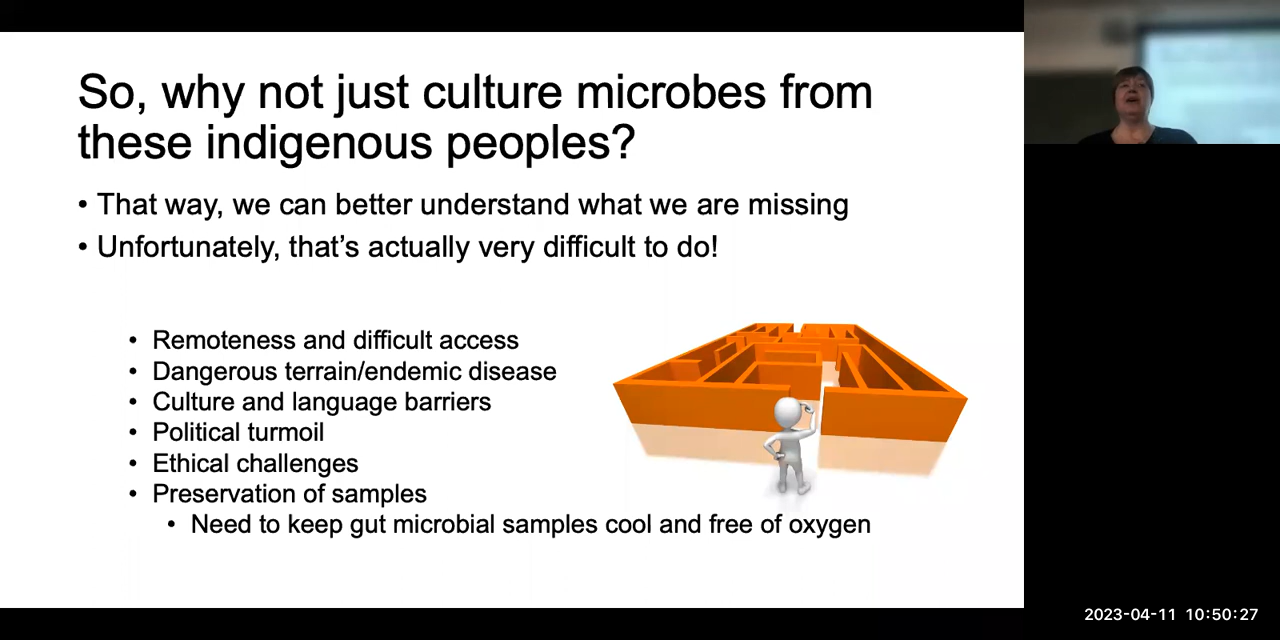 So, why not just culture microbes from
these indigenous peoples?
• That way, we can better understand what we are missing
• Unfortunately, that’s actually very difficult to do!
• Remoteness and difficult access
• Dangerous terrain/endemic disease
• Culture and language barriers
• Political turmoil
• Ethical challenges
• Preservation of samples
• Need to keep gut microbial samples cool and free of oxygen
2023-04-11 10:50:27